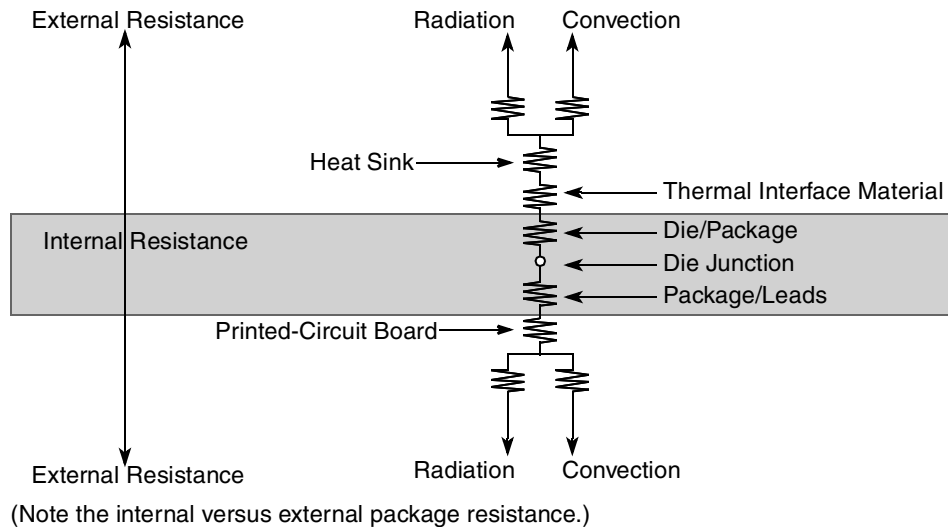 External Resistance
Radiation
Convection
Heat Sink
Thermal Interface Material
Internal Resistance
Die/Package
Die Junction
Package/Leads
Printed-Circuit Board
External Resistance
Radiation
Convection
(Note the internal versus external package resistance.)